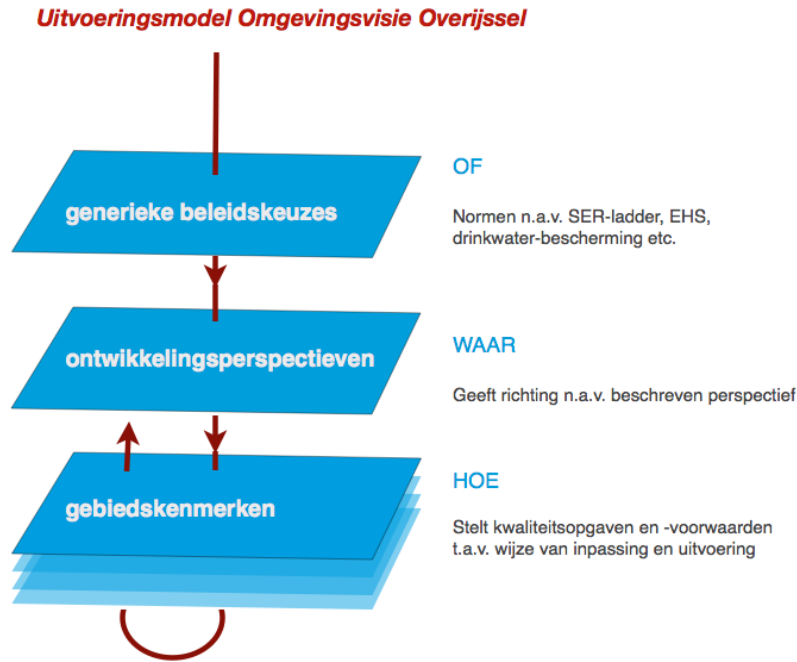 Uitvoeringsmodel Omgevingsvisie Overijssel
generieke beleidskeuzes
OF
Normen n.a.v. SER-ladder, EHS,
drinkwater-bescherming etc.
ontwikkelingsperspectieven
WAAR
Geeft richting n.a.v. beschreven perspectief
gebiedskenmerken
HOE
Stelt kwaliteitsopgaven en -voorwaarden
t.a.v. wijze van inpassing en uitvoering